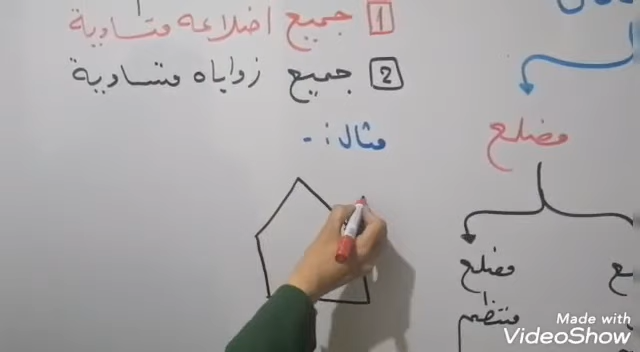 1 جميع اضلاعه متساوية
2 جميع زواياه متساوية
مثال :-
مضلع
مضلع
منتظم
Made with
VideoShow